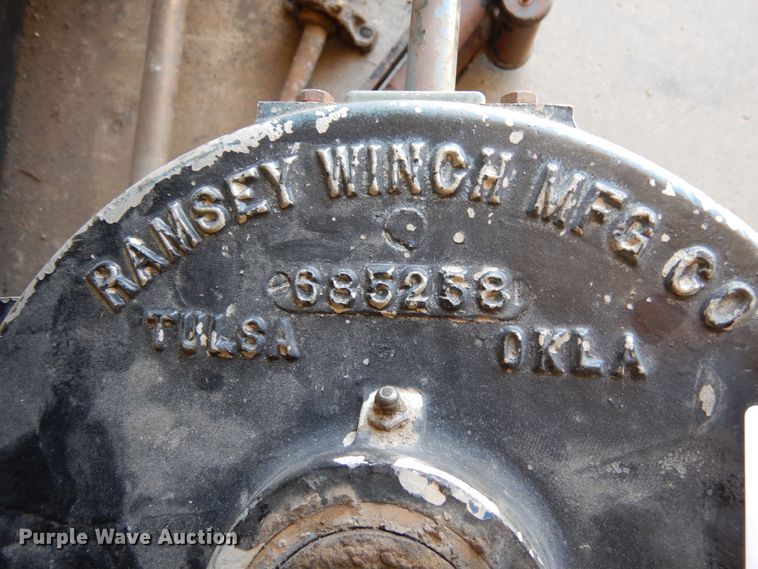 RAMSEY WINCH MFG CO
685258
TULSA OKLA
Purple Wave Auction